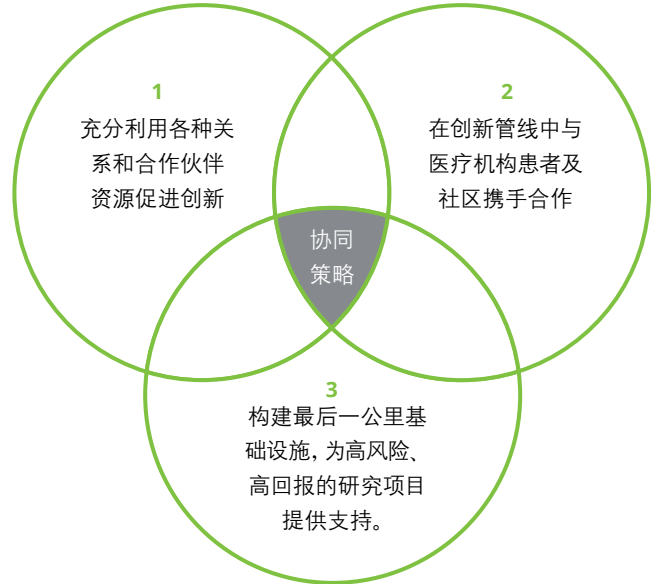 1
充分利用各种关
系和合作伙伴
资源促进创新
2
在创新管线中与
医疗机构患者及
社区携手合作
协同
策略
3
构建最后一公里基
础设施，为高风险、
高回报的研究项目
提供支持。